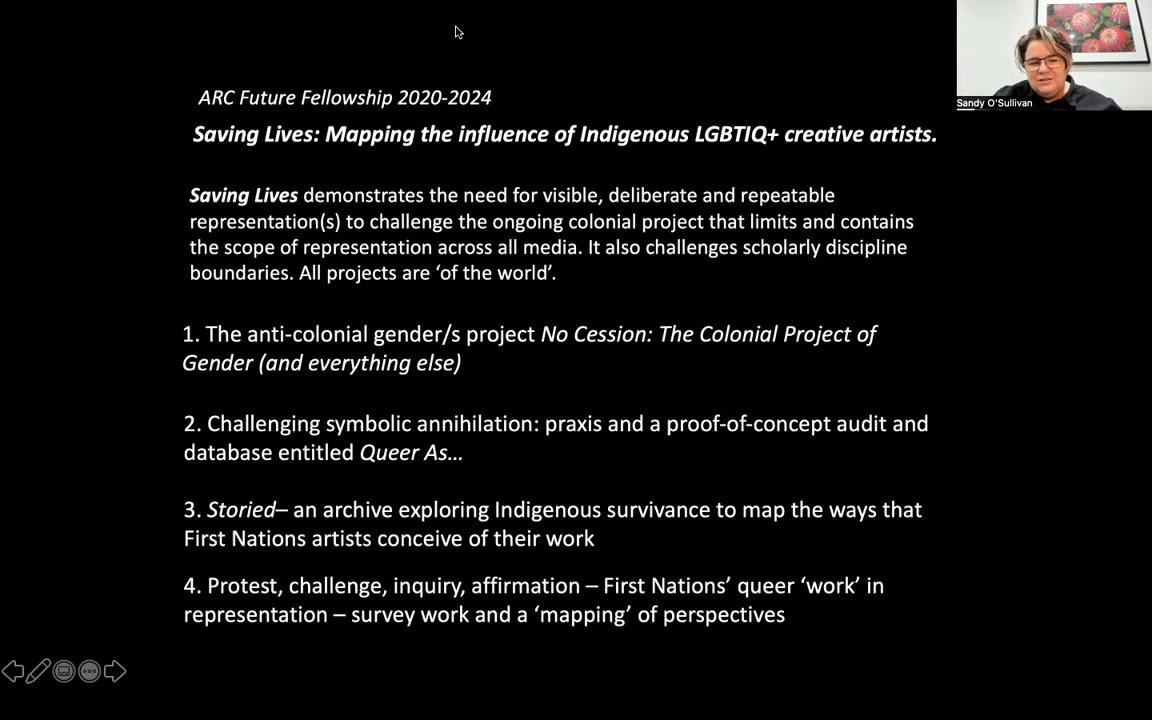 ARC Future Fellowship 2020-2024
Saving Lives: Mapping the influence of Indigenous LGBTIQ+ creative artists.
Saving Lives demonstrates the need for visible, deliberate and repeatable
representation(s) to challenge the ongoing colonial project that limits and contains
the scope of representation across all media. It also challenges scholarly discipline
boundaries. All projects are ‘of the world’.
1. The anti-colonial gender/s project No Cession: The Colonial Project of
Gender (and everything else)
2. Challenging symbolic annihilation: praxis and a proof-of-concept audit and
database entitled Queer As…
3. Storied– an archive exploring Indigenous survivance to map the ways that
First Nations artists conceive of their work
4. Protest, challenge, inquiry, affirmation – First Nations’ queer ‘work’ in
representation – survey work and a ‘mapping’ of perspectives
Sandy O'Sullivan